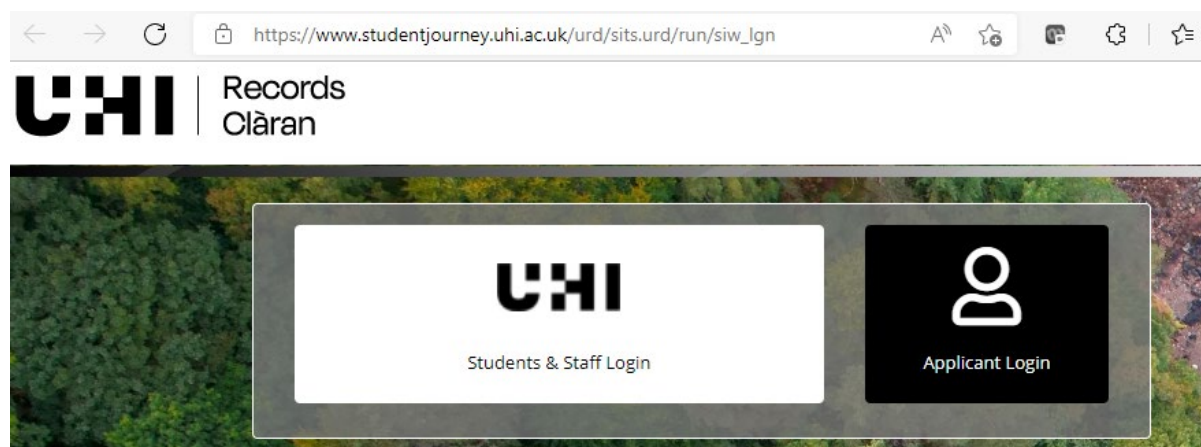 https://www.studentjourney.uhi.ac.uk/urd/sits.urd/run/siw_lgn
UHI
Records
Clàran
UHI
Students & Staff Login
Applicant Login